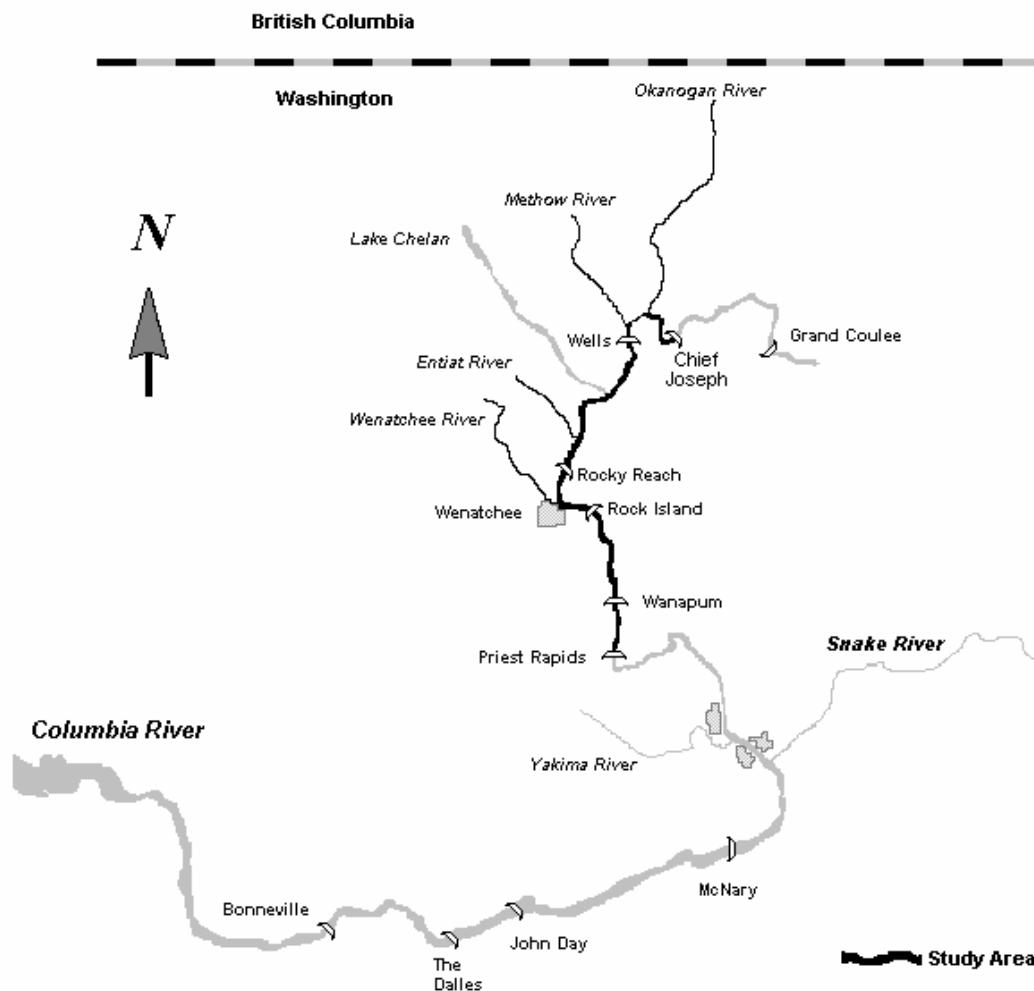 British Columbia
Washington
Okanogan River
Methow River
Lake Chelan
N
Wells
Grand Coulee
Chief
Joseph
Entiat River
Wenatchee River
Rocky Reach
Wenatchee
Rock Island
Wanapum
Priest Rapids
Snake River
Columbia River
Yakima River
McNary
Bonneville
John Day
The
Dalles
Study Area